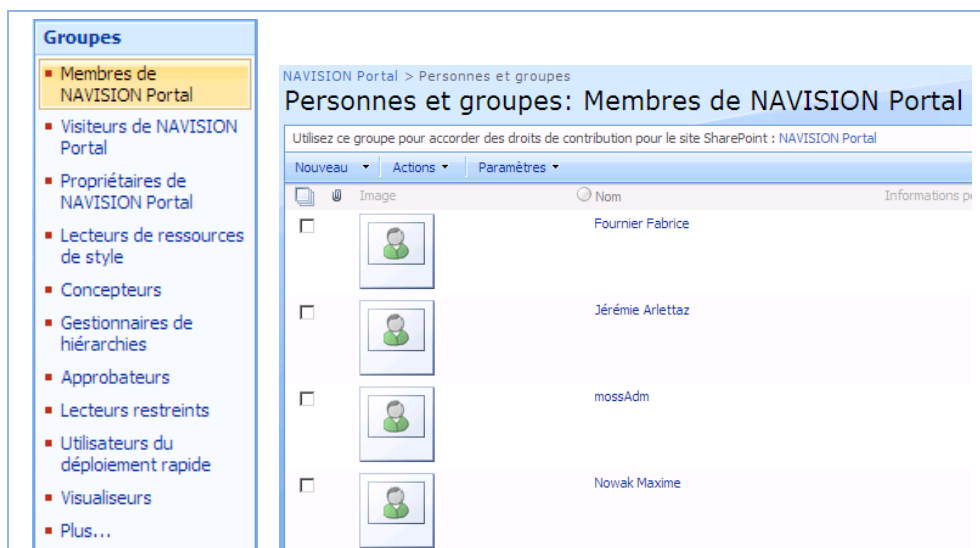 Groupes
Membres de
NAVISION Portal
Visiteurs de NAVISION
Portal
Propriétaires de
NAVISION Portal
Lecteurs de ressources
de style
Concepteurs
Gestionnaires de
hiérarchies
Approbateurs
Lecteurs restreints
Utilisateurs du
déploiement rapide
Visualiseurs
Plus...
NAVISION Portal > Personnes et groupes
Personnes et groupes: Membres de NAVISION Portal
Utilisez ce groupe pour accorder des droits de contribution pour le site SharePoint : NAVISION Portal
Nouveau Actions Paramètres
Image Nom Informations
Fournier Fabrice
Jérémie Arlettaz
mossAdm
Nowak Maxime